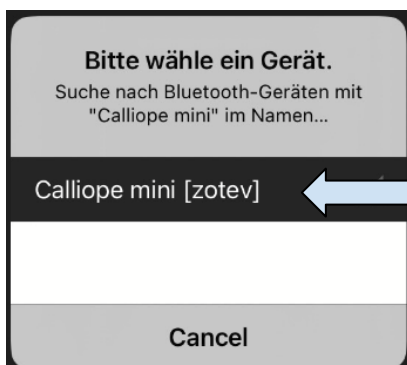 Bitte wähle ein Gerät.
Suche nach Bluetooth-Geräten mit
"Calliope mini" im Namen...
Calliope mini [zotev]
Cancel